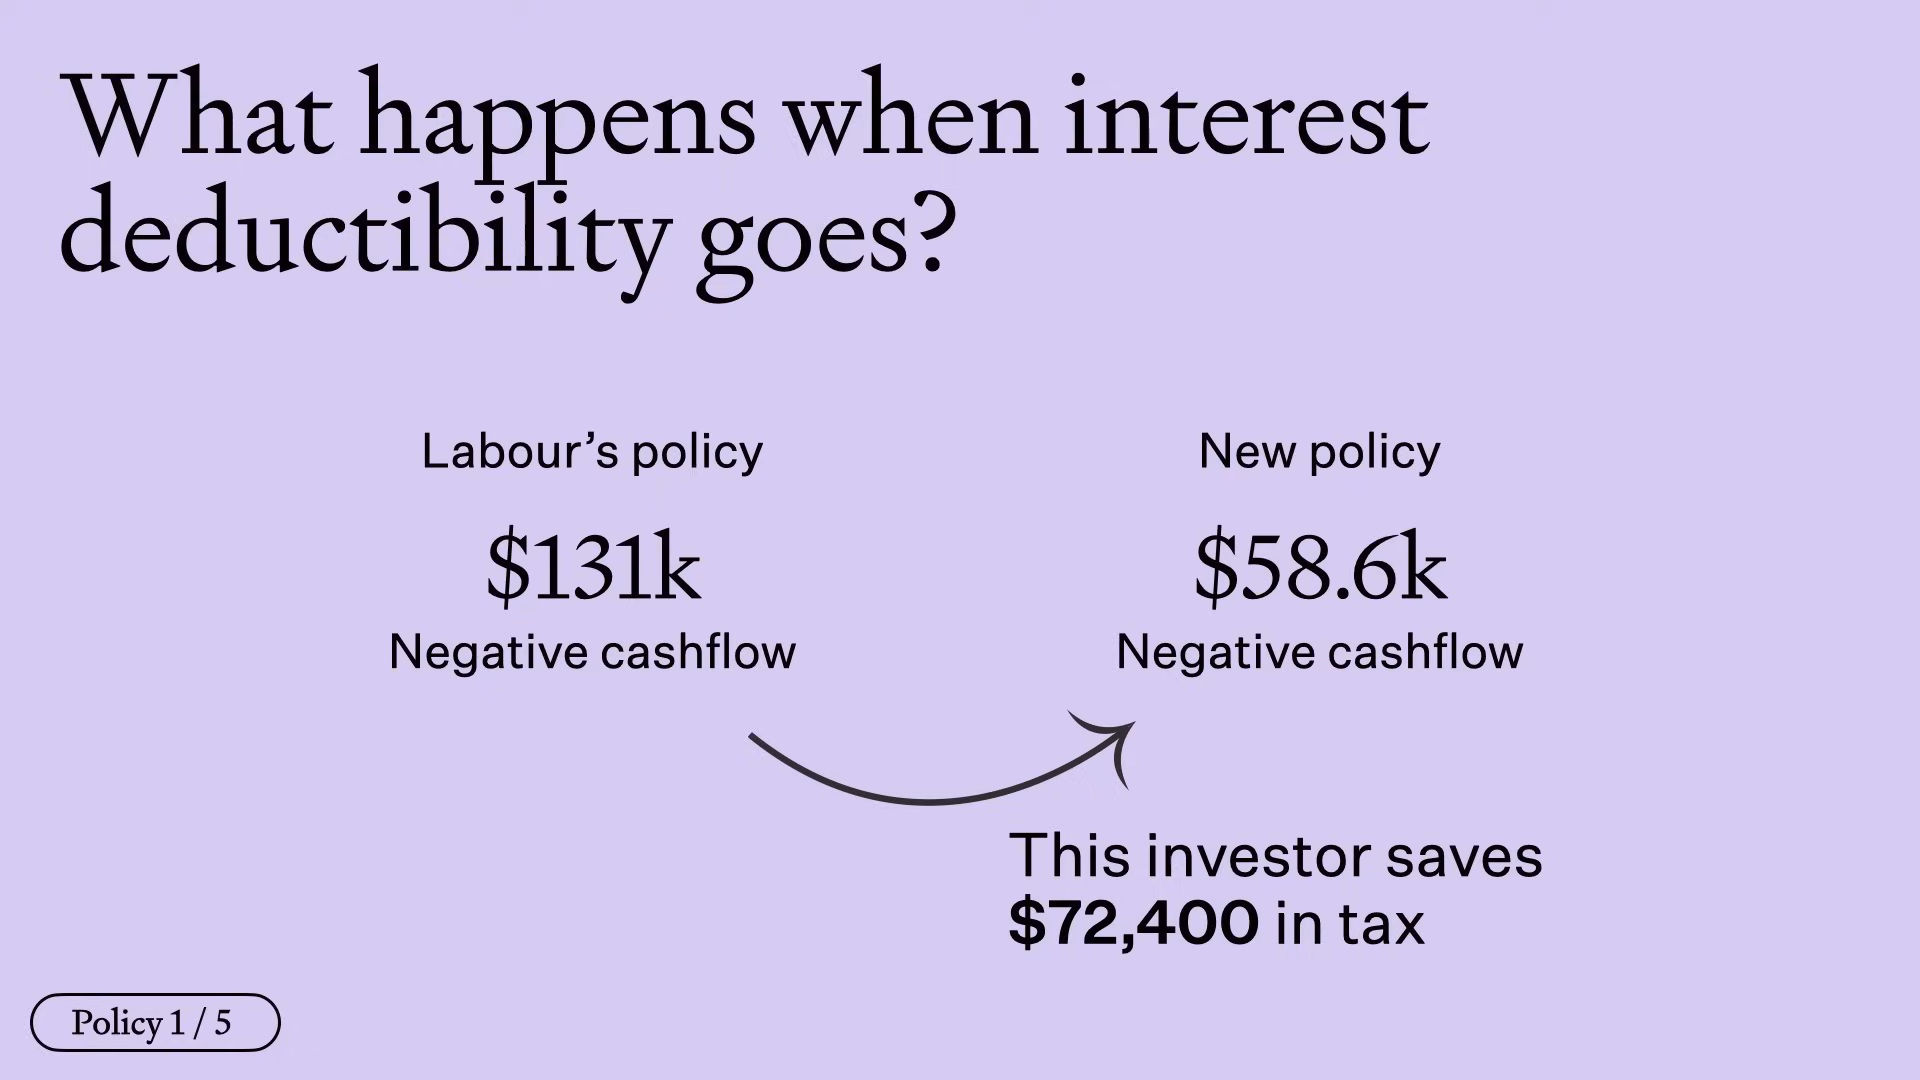 What happens when interest
deductibility goes?
Labour’s policy
New policy
$131k
$58.6k
Negative cashflow
Negative cashflow
This investor saves
$72,400 in tax
Policy 1 / 5